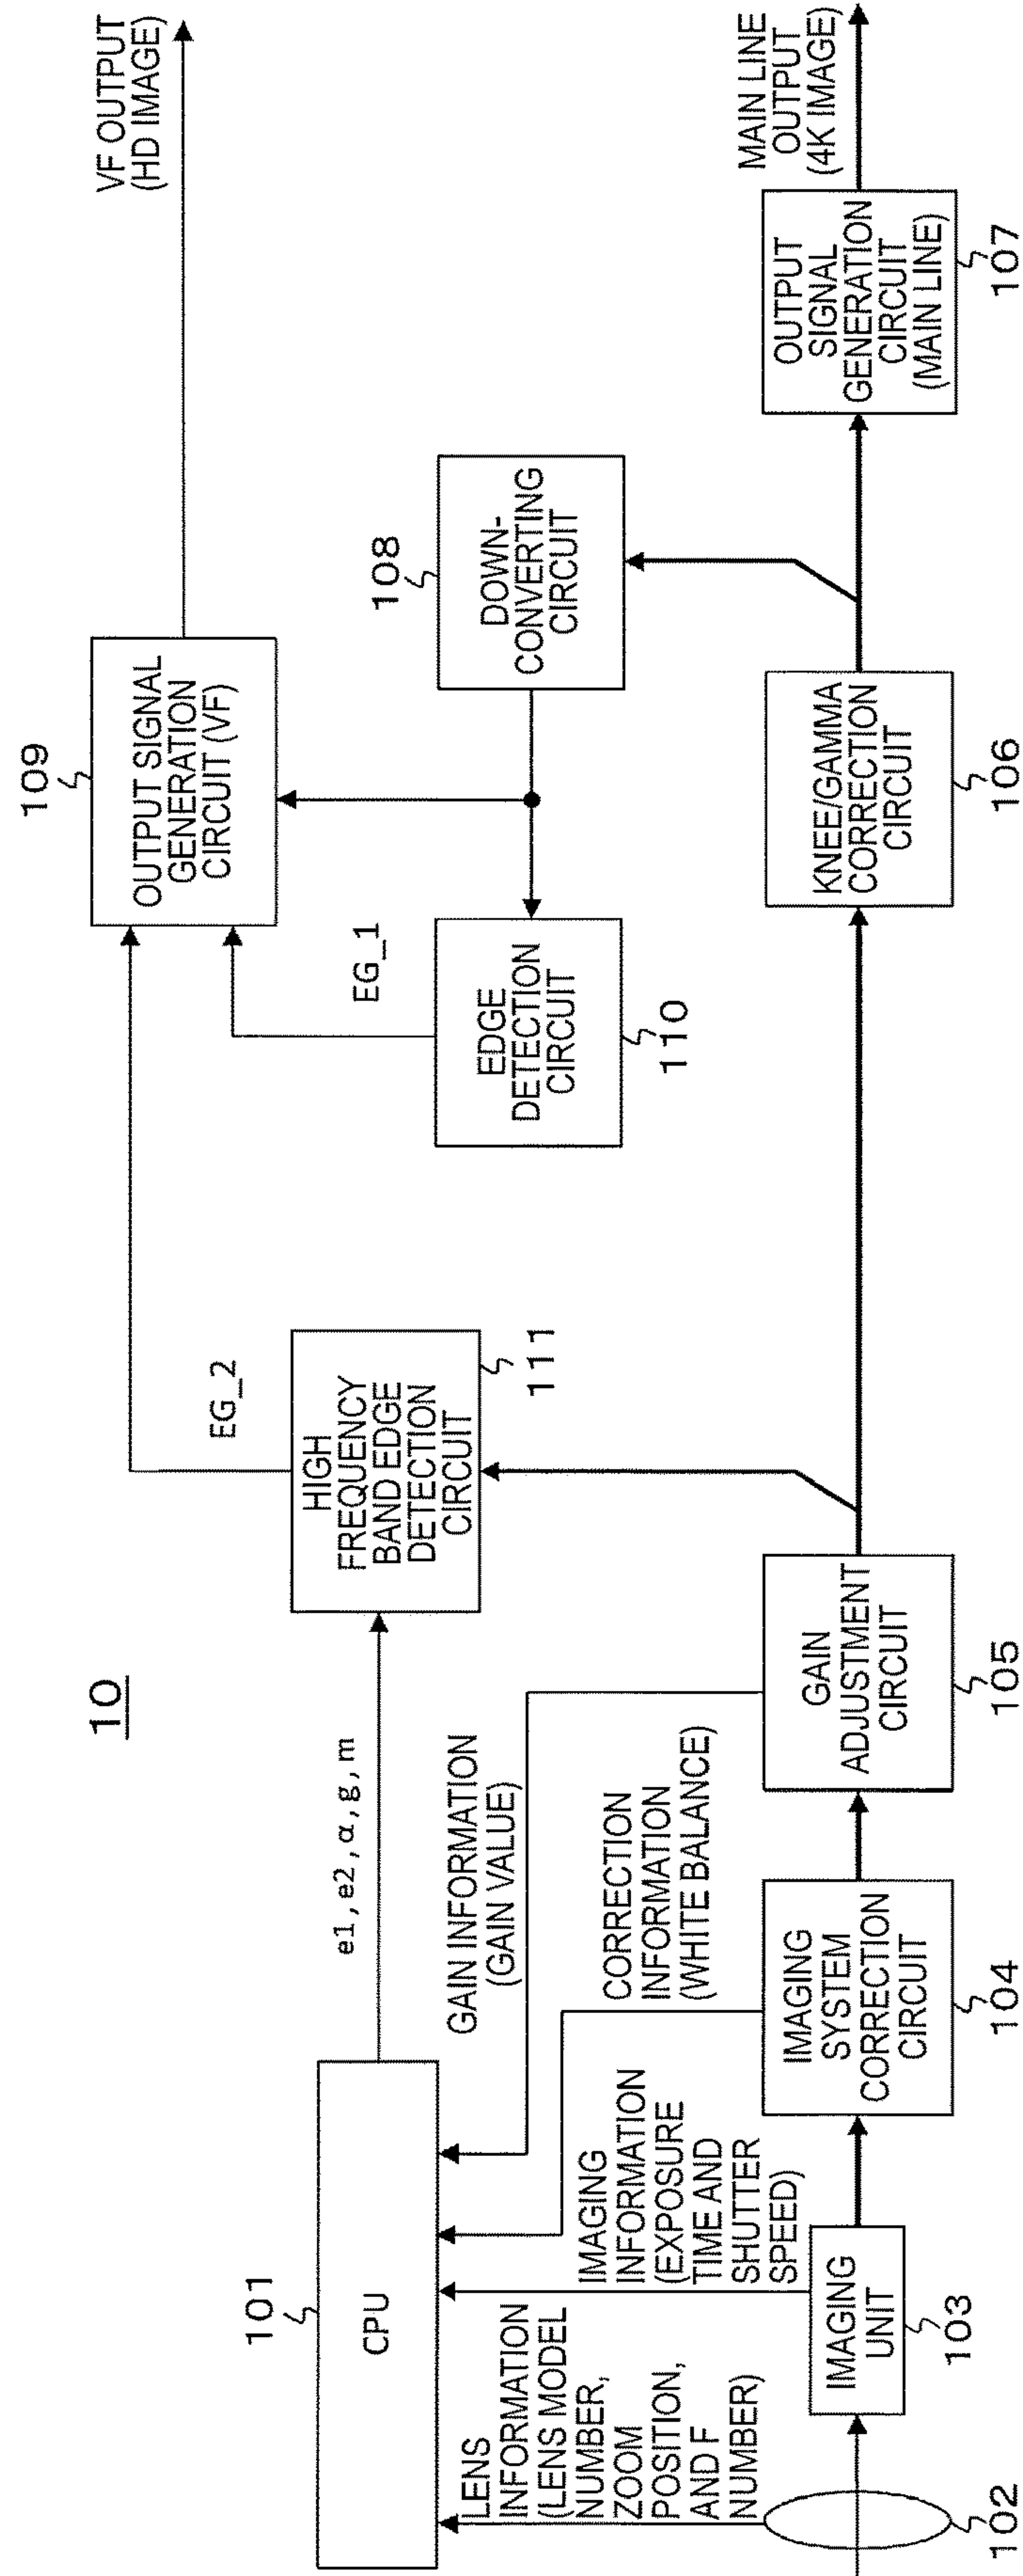 10
101
CPU
LENS
INFORMATION
(LENS MODEL
NUMBER,
ZOOM
POSITION,
AND F
NUMBER)
IMAGING
INFORMATION
(EXPOSURE
TIME AND
SHUTTER
SPEED)
CORRECTION
INFORMATION
(WHITE BALANCE)
GAIN INFORMATION
(GAIN VALUE)
e1, e2, α, g, m
HIGH
FREQUENCY
BAND EDGE
DETECTION
CIRCUIT
111
EG_2
109
OUTPUT SIGNAL
GENERATION
CIRCUIT (VF)
VF OUTPUT
(HD IMAGE)
EG_1
EDGE
DETECTION
CIRCUIT
110
108
DOWN-
CONVERTING
CIRCUIT
102
IMAGING
UNIT
103
IMAGING
SYSTEM
CORRECTION
CIRCUIT
104
GAIN
ADJUSTMENT
CIRCUIT
105
KNEE/GAMMA
CORRECTION
CIRCUIT
106
OUTPUT
SIGNAL
GENERATION
CIRCUIT
(MAIN LINE)
107
MAIN LINE
OUTPUT
(4K IMAGE)